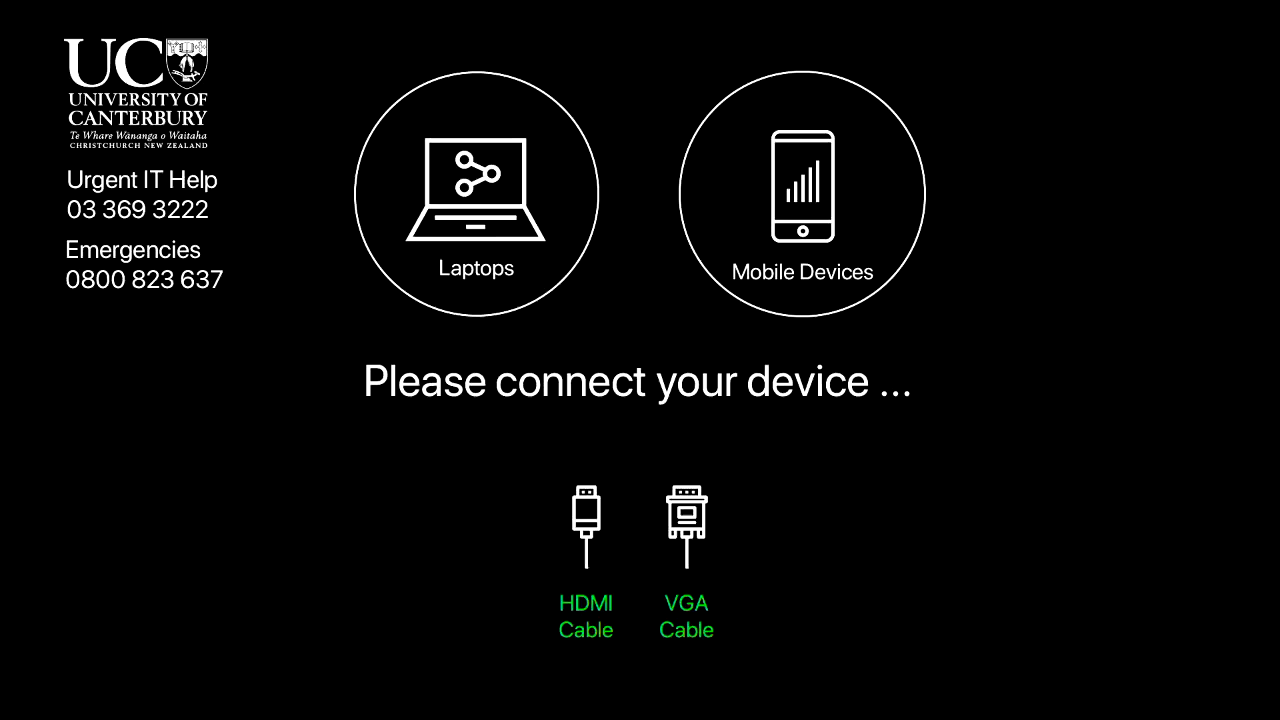 UC
UNIVERSITY OF
CANTERBURY
Te Whare Wānanga o Waitaha
CHRISTCHURCH NEW ZEALAND
Urgent IT Help
03 369 3222
Emergencies
0800 823 637
Laptops
Mobile Devices
Please connect your device ...
HDMI
Cable
VGA
Cable